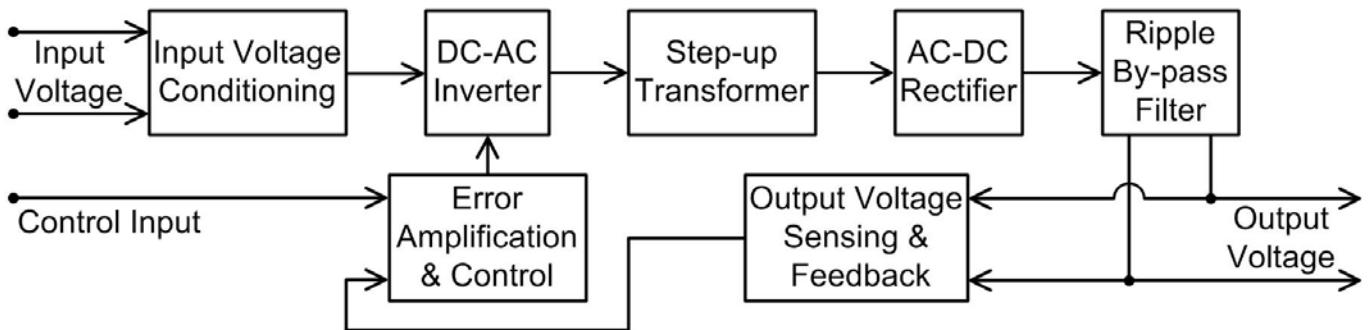 Input
Voltage
Input Voltage
Conditioning
DC-AC
Inverter
Step-up
Transformer
AC-DC
Rectifier
Ripple
By-pass
Filter
Control Input
Error
Amplification
& Control
Output Voltage
Sensing &
Feedback
Output
Voltage